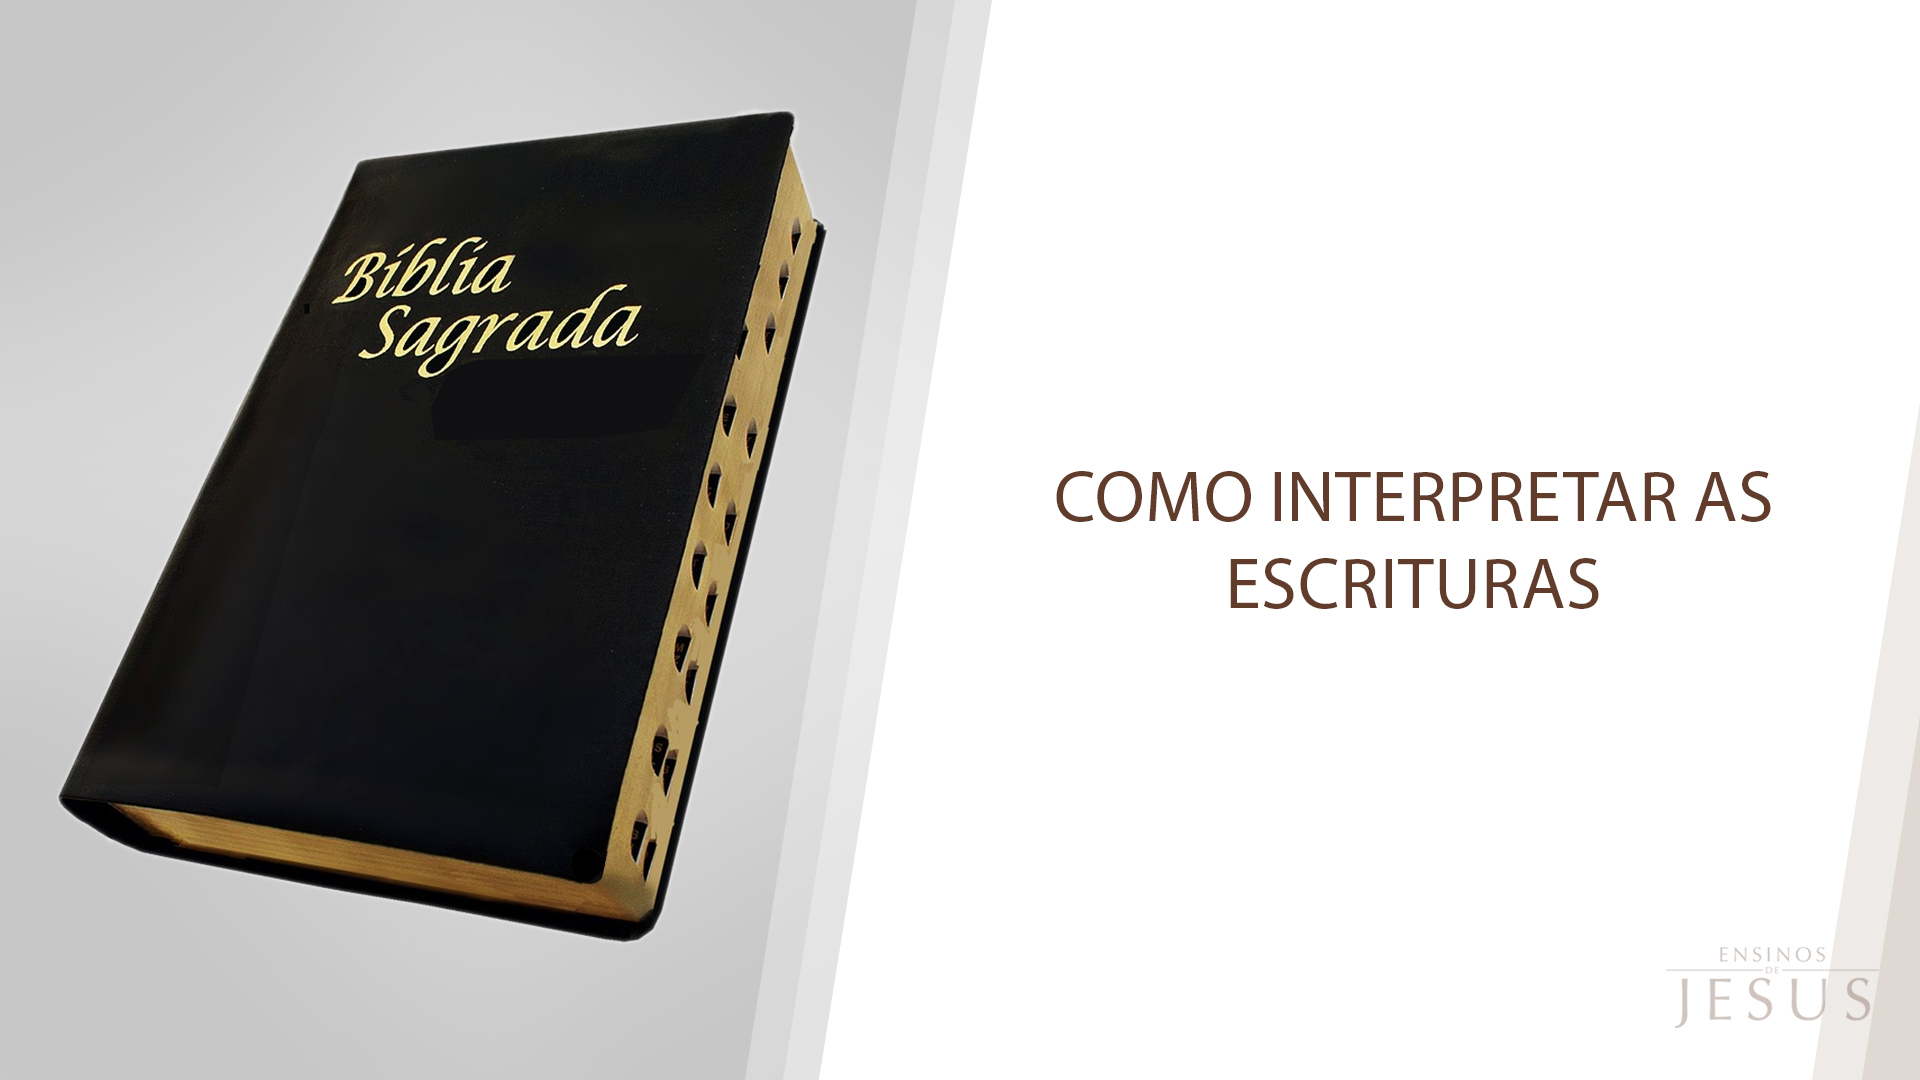 Bíblia
Sagrada
COMO INTERPRETAR AS
ESCRITURAS
ENSINOS
DE
JESUS